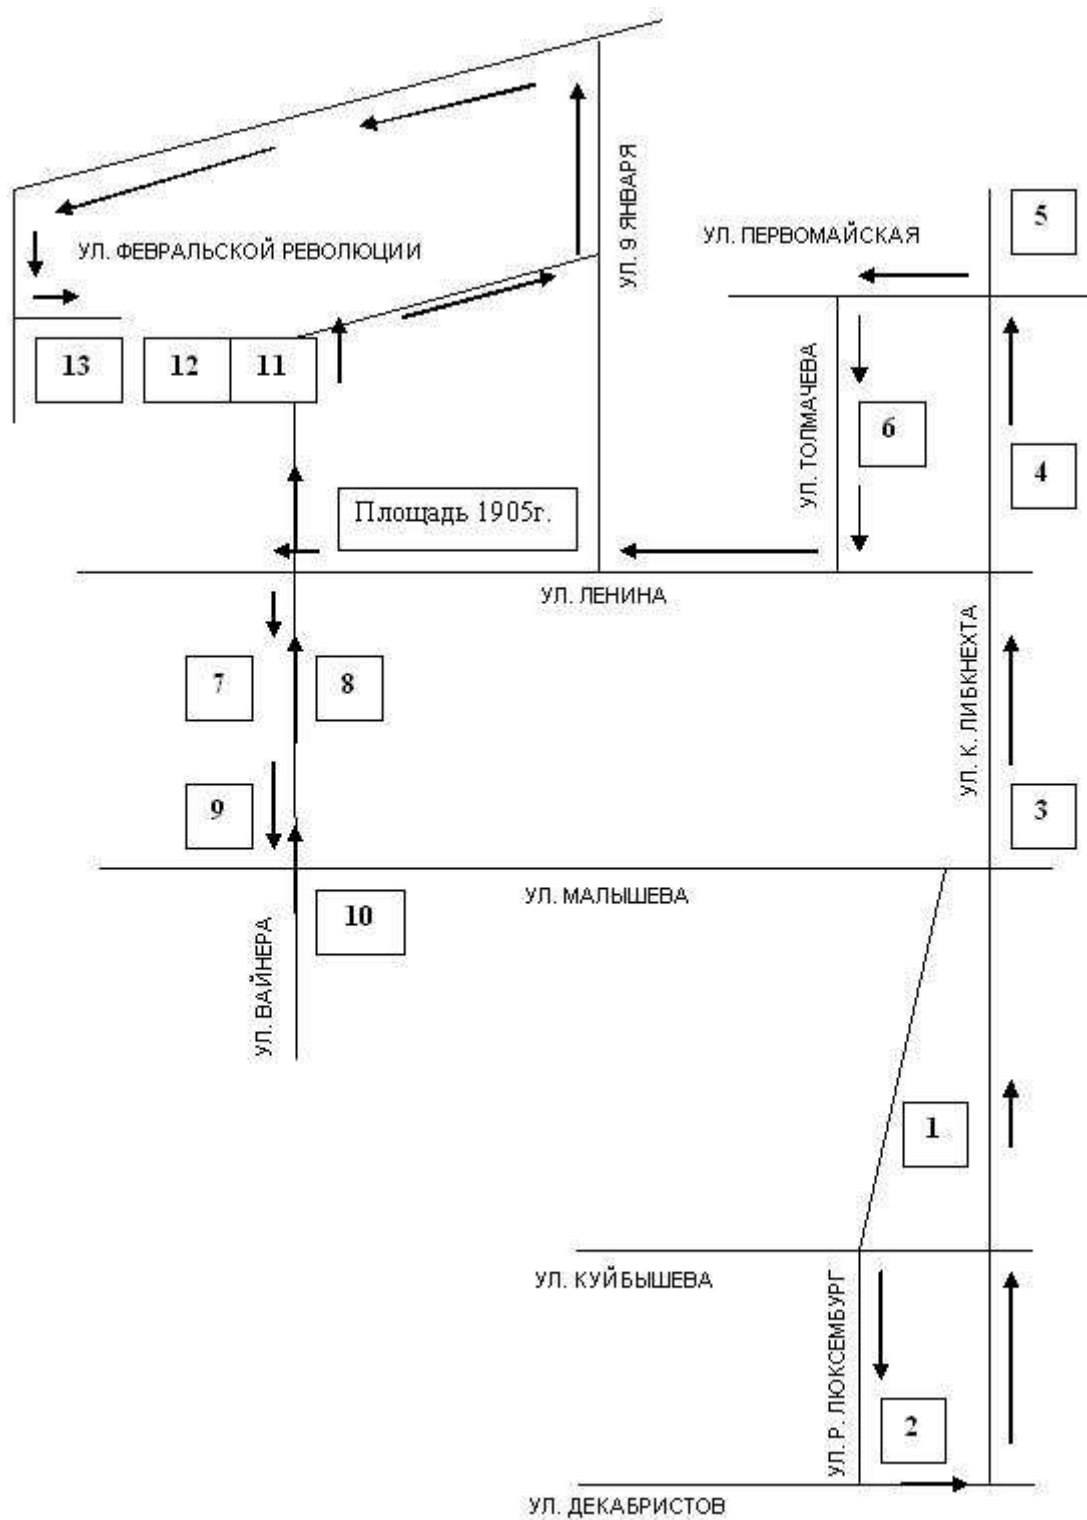 5
УЛ. 9 ЯНВАРЯ
УЛ. ПЕРВОМАЙСКАЯ
УЛ. ФЕВРАЛЬСКОЙ РЕВОЛЮЦИИ
13
12
11
УЛ. ТОЛМАЧЕВА
6
4
Площадь 1905г.
УЛ. ЛЕНИНА
7
8
УЛ. К. ЛИБКНЕХТА
9
3
УЛ. МАЛЫШЕВА
10
УЛ. ВАЙНЕРА
1
УЛ. КУЙБЫШЕВА
УЛ. Р. ЛЮКСЕМБУРГ
2
УЛ. ДЕКАБРИСТОВ